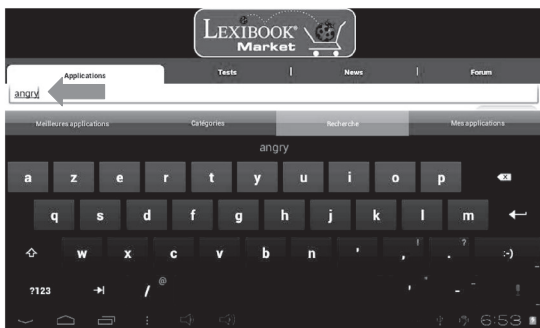 LEXIBOOK®
Market
Applications Tests | News | Forum
angry
Meilleures applications Catégories Recherche Mes applications
angry
a z e r t y u i o p
q s d f g h j k l m
w x c v b n ' , ! . ? :-)
?123 / @ ' " - _ !
6:53